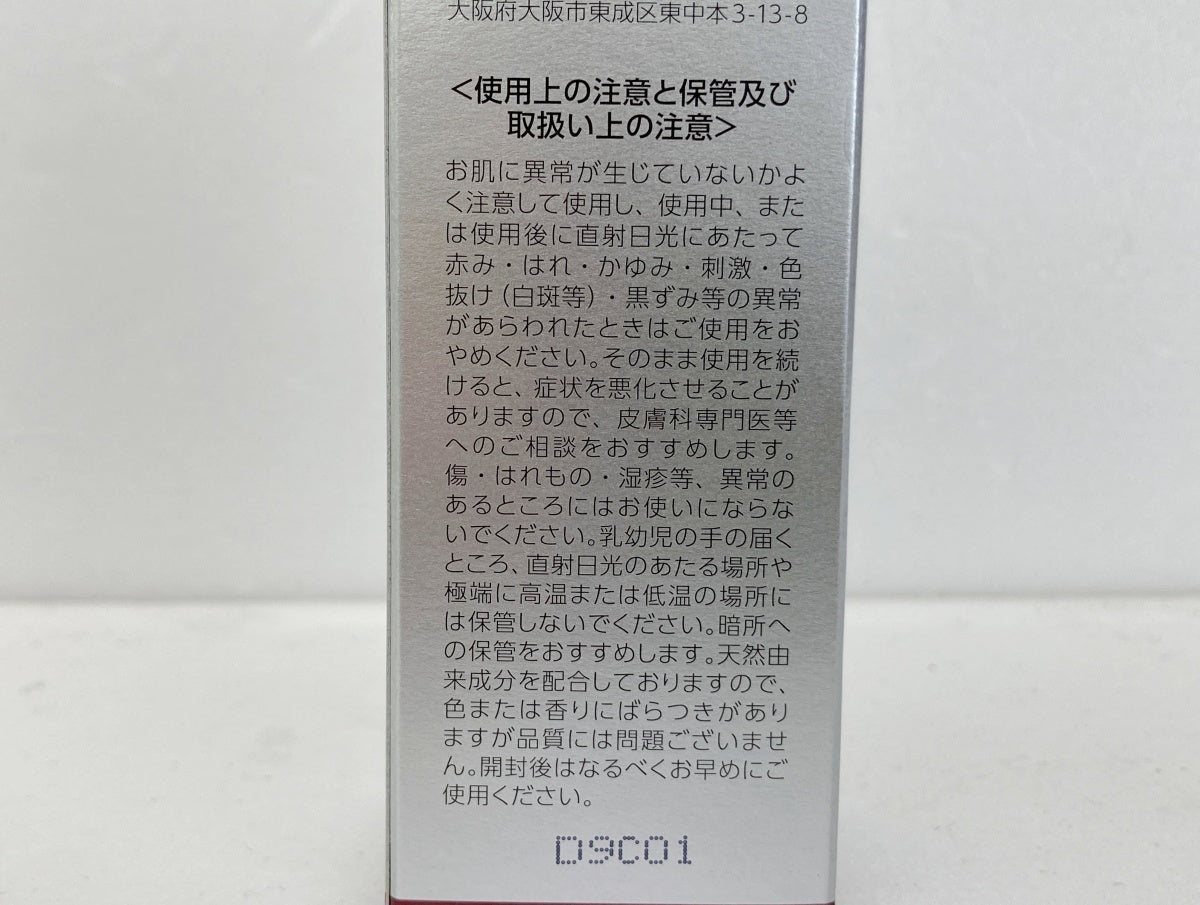 大阪府大阪市東成区東中本3-13-8
＜使用上の注意と保管及び
取扱い上の注意＞
お肌に異常が生じていないかよ
く注意して使用し、使用中、また
は使用後に直射日光にあたって
赤み・はれ・かゆみ・刺激・色
抜け（白斑等）・黒ずみ等の異常
があらわれたときはご使用をお
やめください。そのまま使用を続
けると、症状を悪化させることが
ありますので、皮膚科専門医等
へのご相談をおすすめします。
傷・はれもの・湿疹等、異常の
あるところにはお使いにならな
いでください。乳幼児の手の届く
ところ、直射日光のあたる場所や
極端に高温または低温の場所に
は保管しないでください。暗所へ
の保管をおすすめします。天然由
来成分を配合しておりますので、
色または香りにばらつきがあり
ますが品質には問題ございませ
ん。開封後はなるべくお早めにご
使用ください。
D9C01